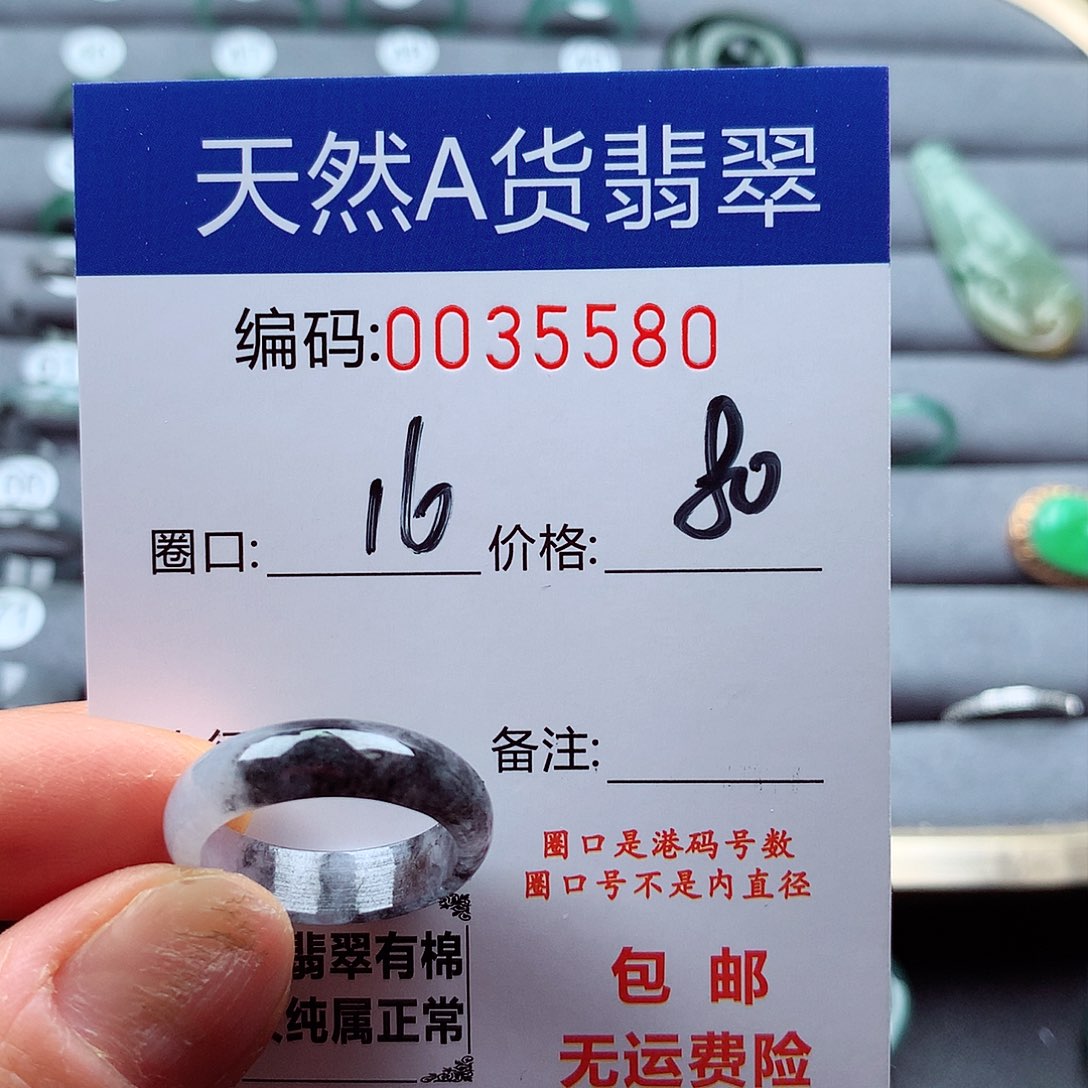 天然A货翡翠
编码:0035580
圈口: 16 价格: 80
备注:
圈口是港码号数
圈口号不是内直径
翡翠有棉
纯属正常
包 邮
无运费险